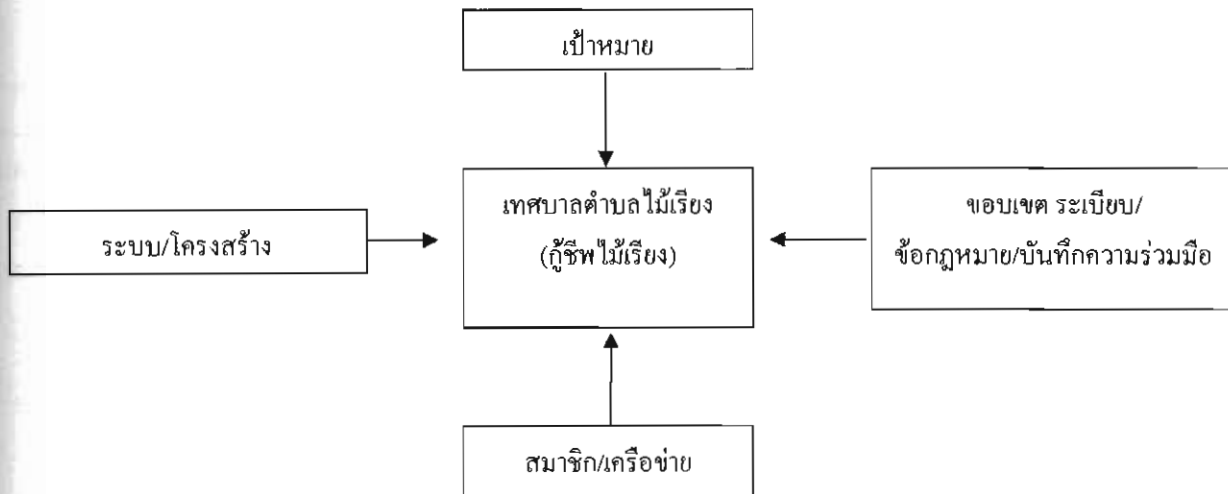 เป้าหมาย
เทศบาลตำบลไม้เรียง
(กู้ชีพไม้เรียง)
ระบบ/โครงสร้าง
ขอบเขต ระเบียบ/
ข้อกฎหมาย/บันทึกความร่วมมือ
สมาชิก/เครือข่าย